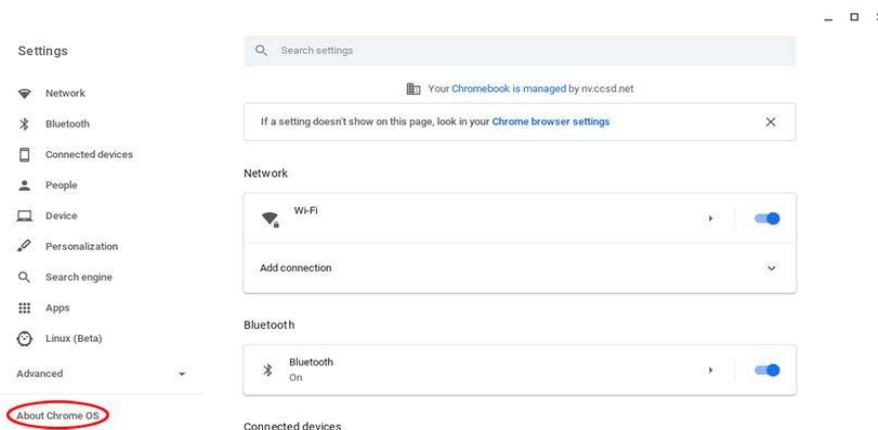 Settings
Search settings
Network
Bluetooth
Connected devices
People
Device
Personalization
Search engine
Apps
Linux (Beta)
Advanced
About Chrome OS
Your Chromebook is managed by nv.ccsd.net
If a setting doesn't show on this page, look in your Chrome browser settings
Network
Wi-Fi
Add connection
Bluetooth
Bluetooth
On
Connected devices